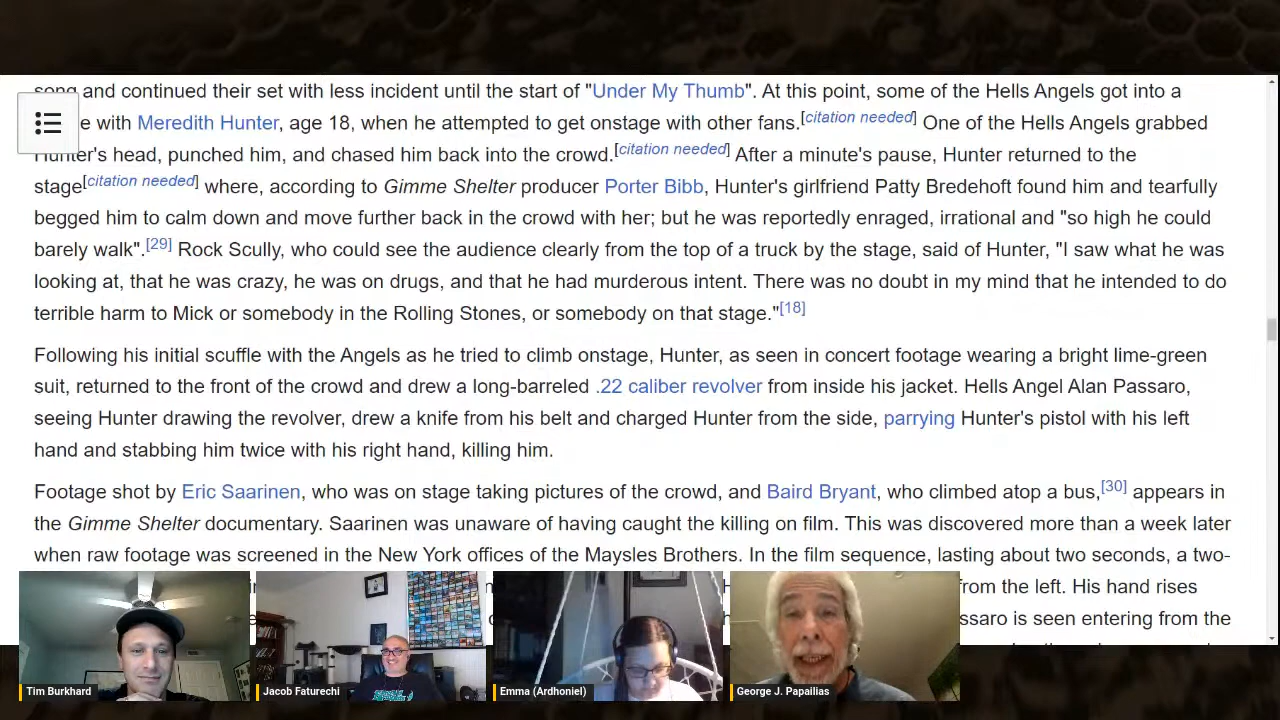 song and continued their set with less incident until the start of "Under My Thumb". At this point, some of the Hells Angels got into a
e with Meredith Hunter, age 18, when he attempted to get onstage with other fans.[citation needed] One of the Hells Angels grabbed
Hunter's head, punched him, and chased him back into the crowd.[citation needed] After a minute's pause, Hunter returned to the
stage[citation needed] where, according to Gimme Shelter producer Porter Bibb, Hunter's girlfriend Patty Bredehoft found him and tearfully
begged him to calm down and move further back in the crowd with her; but he was reportedly enraged, irrational and "so high he could
barely walk".[29] Rock Scully, who could see the audience clearly from the top of a truck by the stage, said of Hunter, "I saw what he was
looking at, that he was crazy, he was on drugs, and that he had murderous intent. There was no doubt in my mind that he intended to do
terrible harm to Mick or somebody in the Rolling Stones, or somebody on that stage."[18]
Following his initial scuffle with the Angels as he tried to climb onstage, Hunter, as seen in concert footage wearing a bright lime-green
suit, returned to the front of the crowd and drew a long-barreled .22 caliber revolver from inside his jacket. Hells Angel Alan Passaro,
seeing Hunter drawing the revolver, drew a knife from his belt and charged Hunter from the side, parrying Hunter's pistol with his left
hand and stabbing him twice with his right hand, killing him.
Footage shot by Eric Saarinen, who was on stage taking pictures of the crowd, and Baird Bryant, who climbed atop a bus,[30] appears in
the Gimme Shelter documentary. Saarinen was unaware of having caught the killing on film. This was discovered more than a week later
when raw footage was screened in the New York offices of the Maysles Brothers. In the film sequence, lasting about two seconds, a two-
from the left. His hand rises
ssaro is seen entering from the
Tim Burkhard
Jacob Faturechi
Emma (Ardhoniel)
George J. Papailias